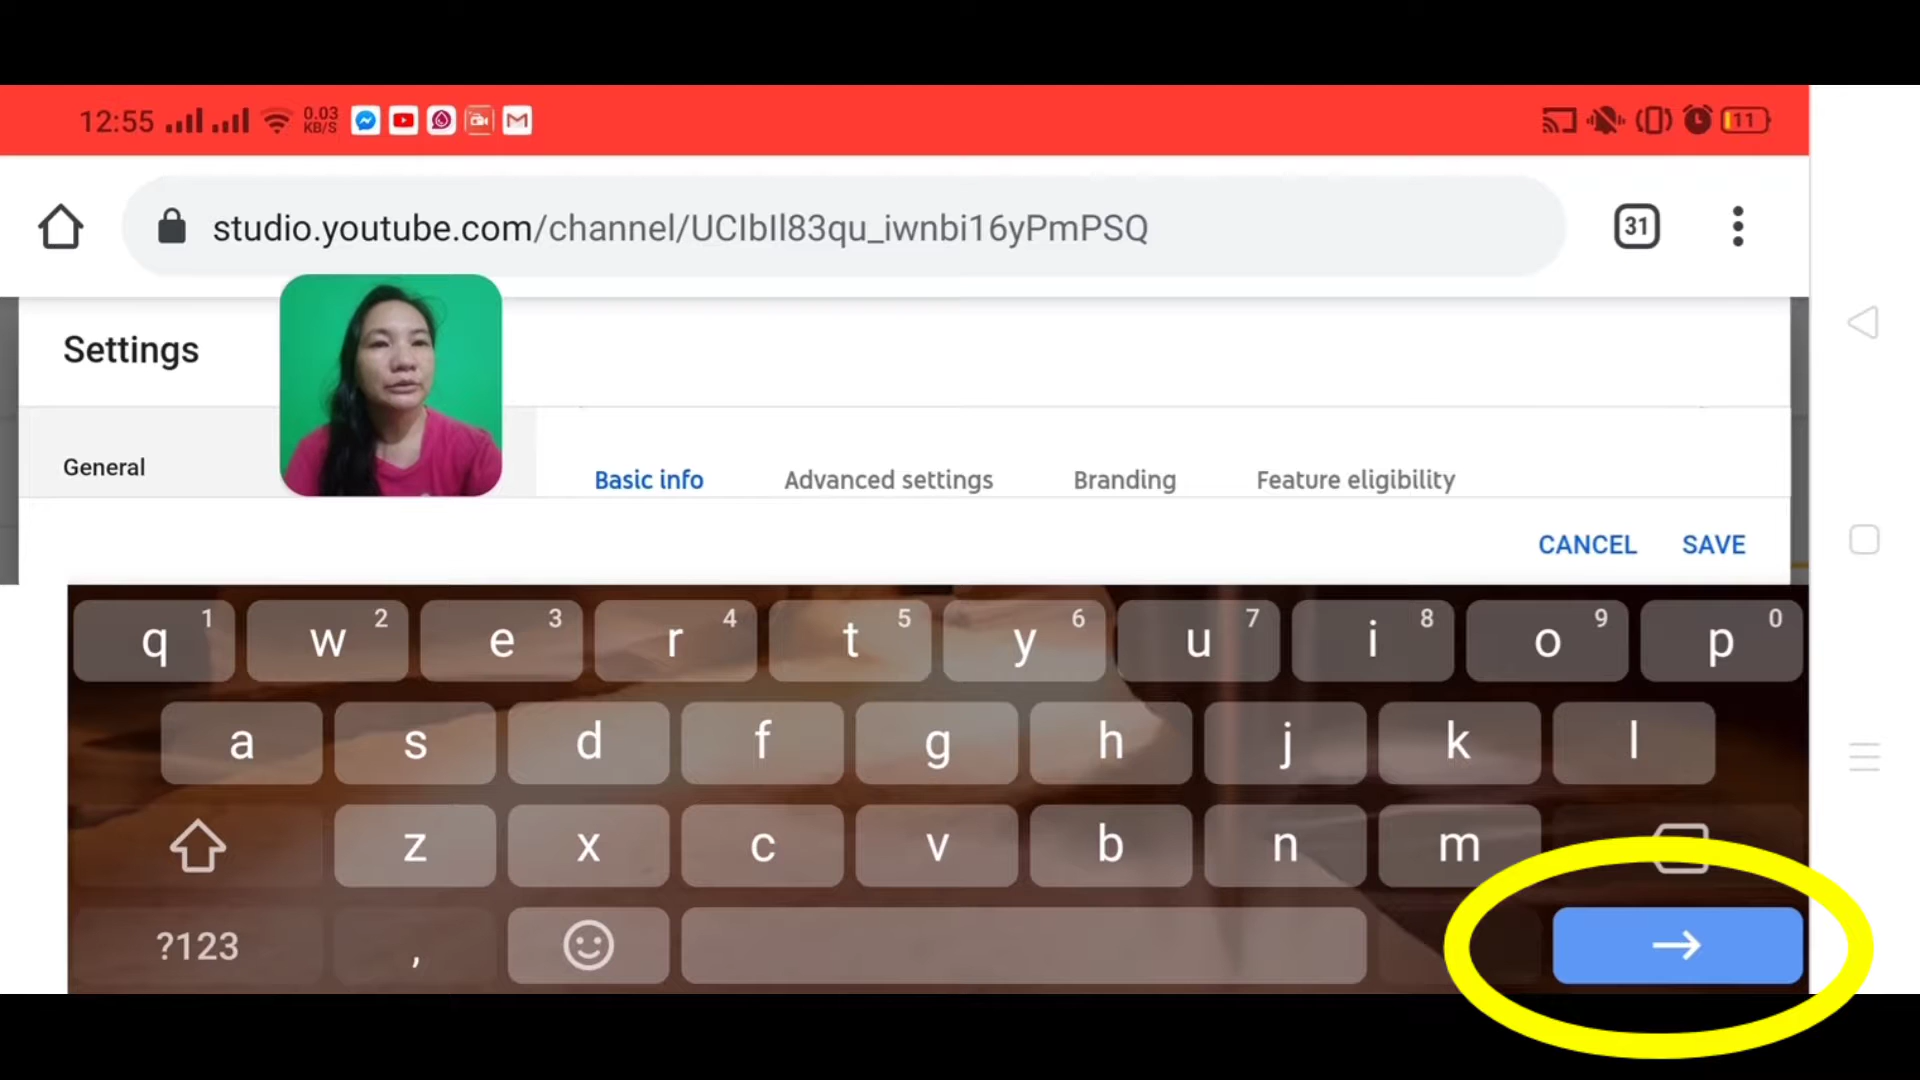 12:55 0.03 KB/S 11
studio.youtube.com/channel/UCIbIl83qu_iwnbi16yPmPSQ 31
Settings
General
Basic info Advanced settings Branding Feature eligibility
CANCEL SAVE
q 1 w 2 e 3 r 4 t 5 y 6 u 7 i 8 o 9 p 0
a s d f g h j k l
z x c v b n m
?123 ,